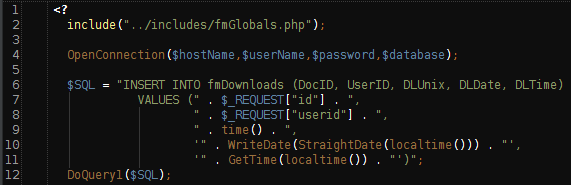 1 <?
2 include("../includes/fmGlobals.php");
3
4 OpenConnection($hostName,$userName,$password,$database);
5
6 $SQL = "INSERT INTO fmDownloads (DocID, UserID, DLUnix, DLDate, DLTime)
7 VALUES (" . $_REQUEST["id"] . ",
8 " . $_REQUEST["userid"] . ",
9 " . time() . ",
10 '" . WriteDate(StraightDate(localtime())) . "',
11 '" . GetTime(localtime()) . "')";
12 DoQuery1($SQL);